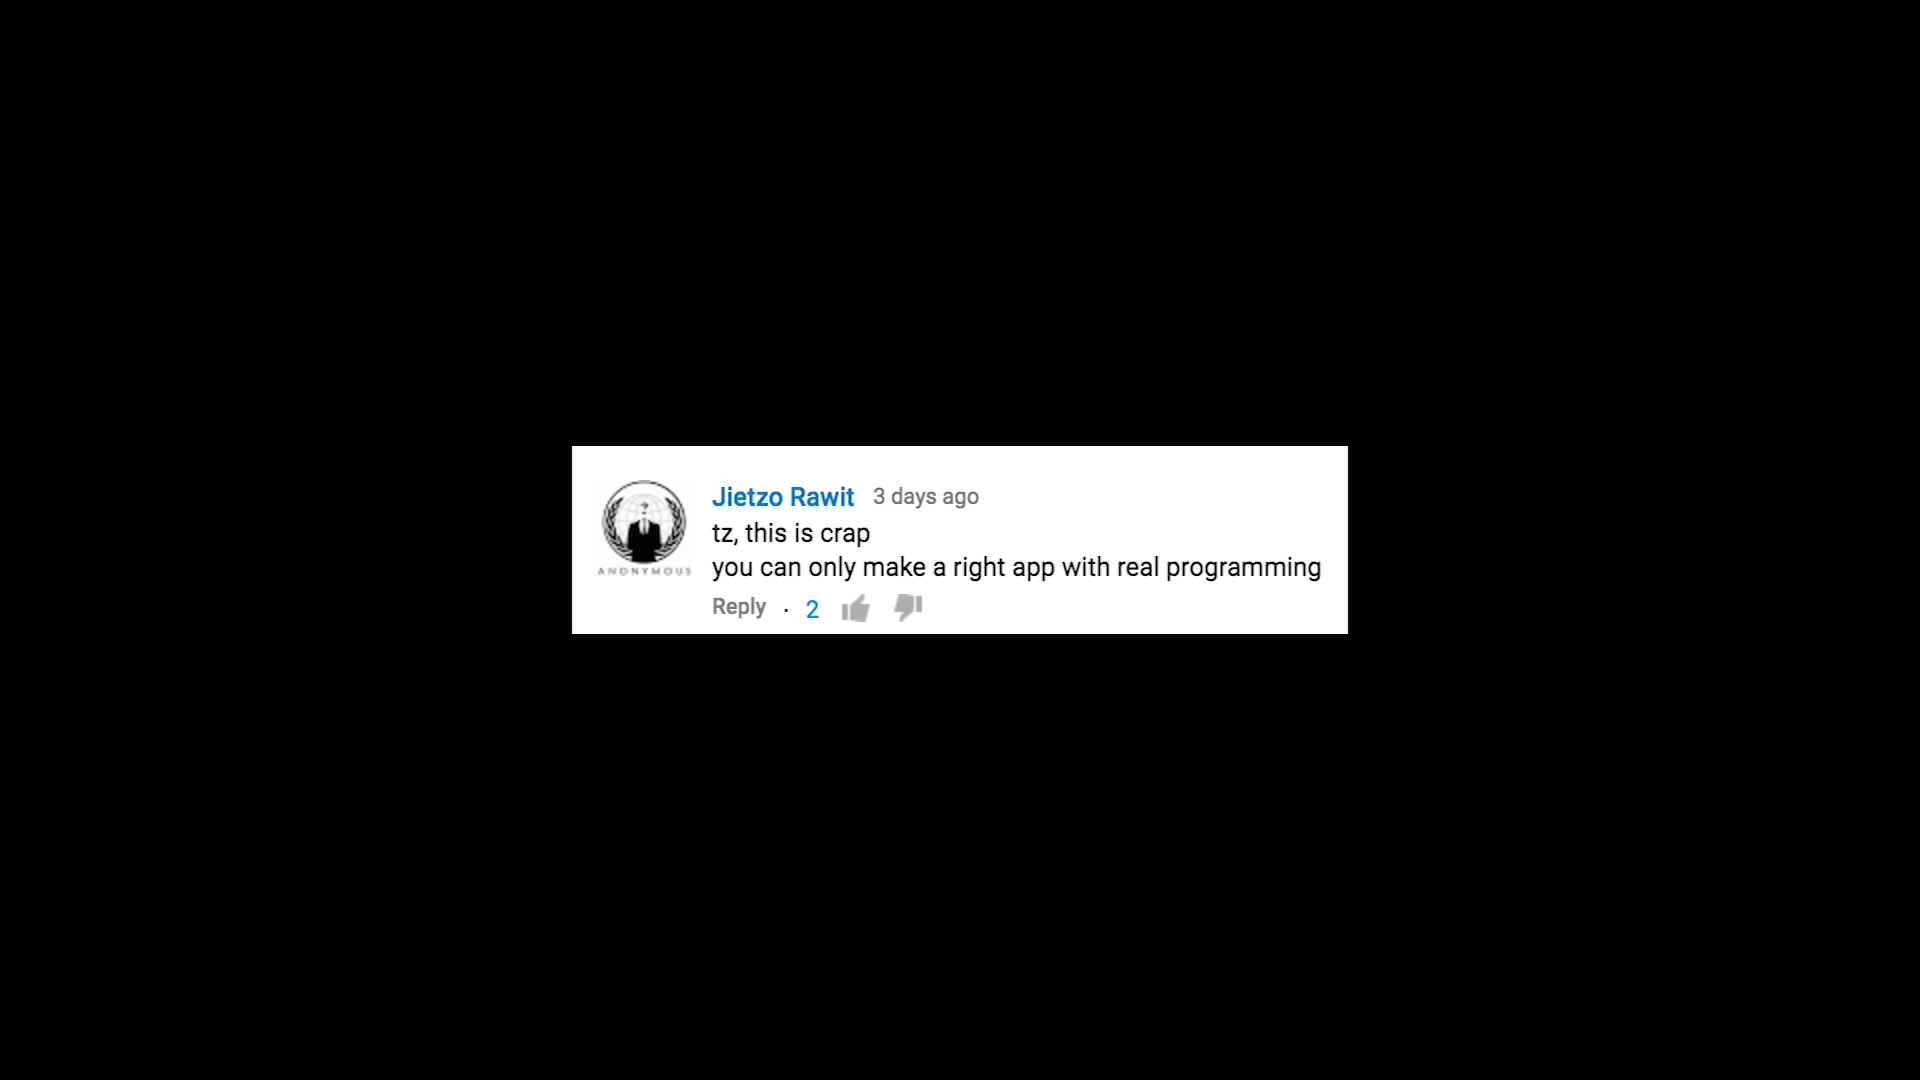 Jietzo Rawit 3 days ago
tz, this is crap
you can only make a right app with real programming
Reply · 2
ANONYMOUS